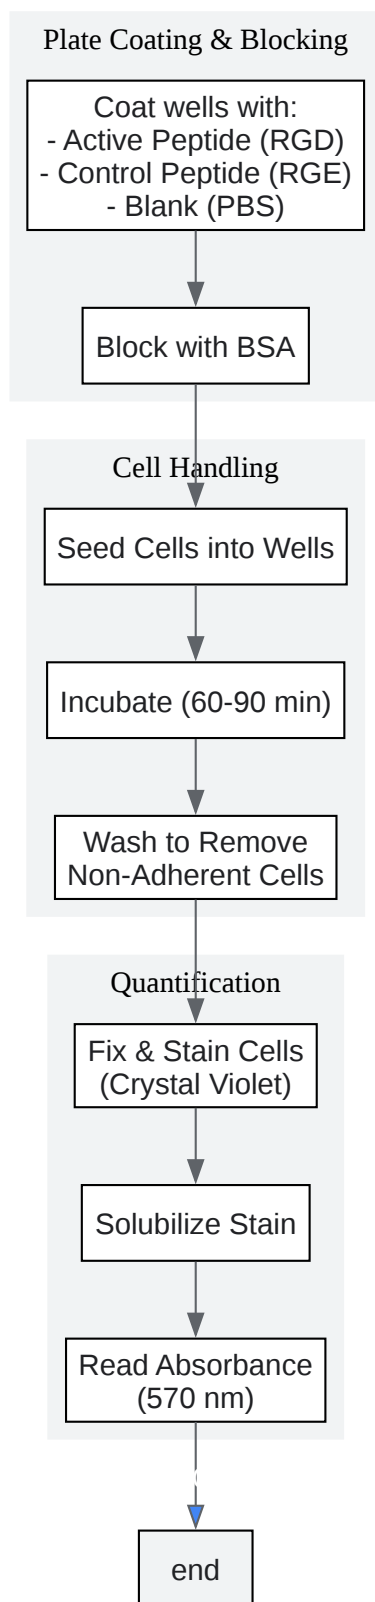 Plate Coating & Blocking
Coat wells with:
- Active Peptide (RGD)
- Control Peptide (RGE)
- Blank (PBS)
Block with BSA
Cell Handling
Seed Cells into Wells
Incubate (60-90 min)
Wash to Remove
Non-Adherent Cells
Quantification
Fix & Stain Cells
(Crystal Violet)
Solubilize Stain
Read Absorbance
(570 nm)
end